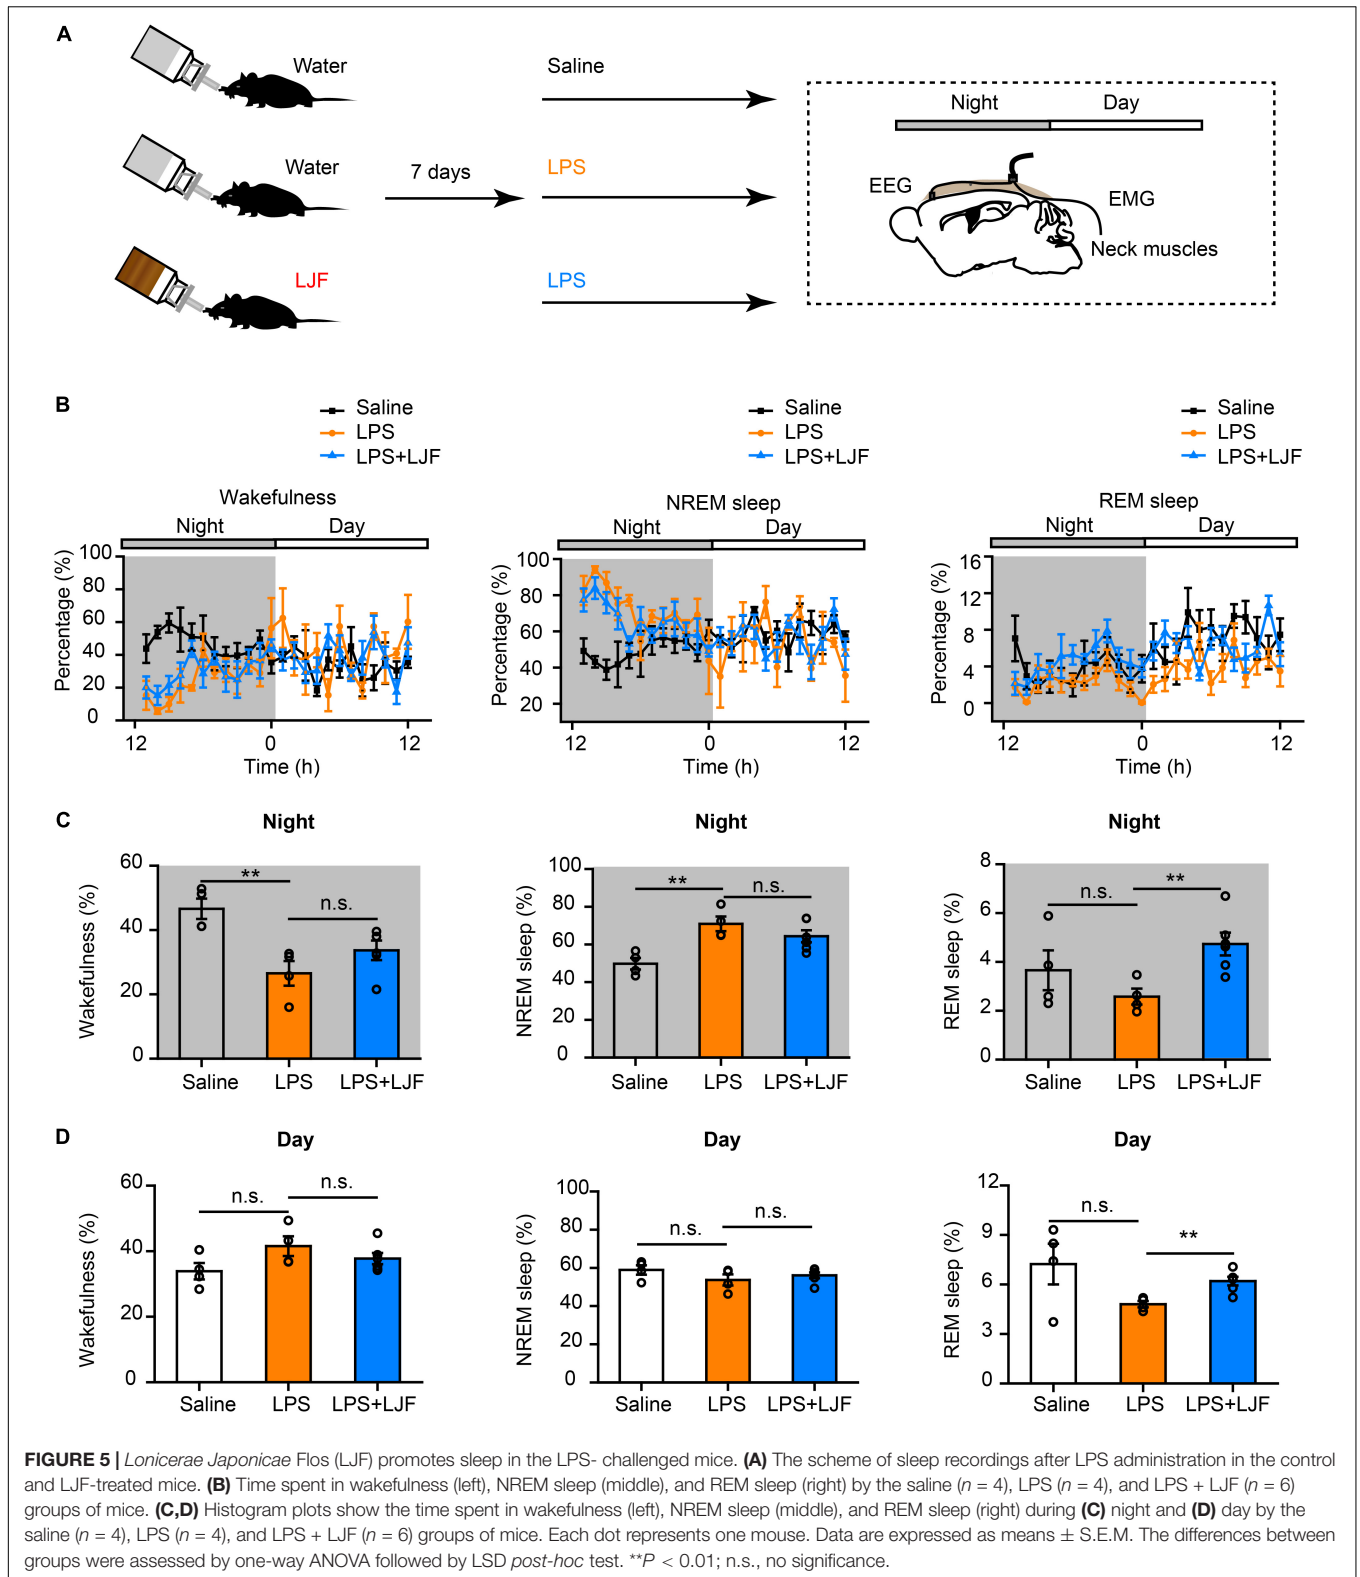 A
Water
Saline
Night Day
Water
7 days
LPS
EEG
EMG
Neck muscles
LJF
LPS
B
Saline
LPS
LPS+LJF
Saline
LPS
LPS+LJF
Saline
LPS
LPS+LJF
Wakefulness
Night Day
Percentage (%)
100
80
60
40
20
0
12 0 12
Time (h)
NREM sleep
Night Day
Percentage (%)
100
80
60
40
20
12 0 12
Time (h)
REM sleep
Night Day
Percentage (%)
16
12
8
4
0
12 0 12
Time (h)
C
Night
Wakefulness (%)
60
40
20
0
**
n.s.
Saline LPS LPS+LJF
Night
NREM sleep (%)
100
80
60
40
20
0
**
n.s.
Saline LPS LPS+LJF
Night
REM sleep (%)
8
6
4
2
0
n.s.
**
Saline LPS LPS+LJF
D
Day
Wakefulness (%)
60
40
20
0
n.s.
n.s.
Saline LPS LPS+LJF
Day
NREM sleep (%)
100
80
60
40
20
0
n.s.
n.s.
Saline LPS LPS+LJF
Day
REM sleep (%)
12
9
6
3
0
n.s.
**
Saline LPS LPS+LJF
FIGURE 5 | Lonicerae Japonicae Flos (LJF) promotes sleep in the LPS- challenged mice. (A) The scheme of sleep recordings after LPS administration in the control
and LJF-treated mice. (B) Time spent in wakefulness (left), NREM sleep (middle), and REM sleep (right) by the saline (n = 4), LPS (n = 4), and LPS + LJF (n = 6)
groups of mice. (C,D) Histogram plots show the time spent in wakefulness (left), NREM sleep (middle), and REM sleep (right) during (C) night and (D) day by the
saline (n = 4), LPS (n = 4), and LPS + LJF (n = 6) groups of mice. Each dot represents one mouse. Data are expressed as means ± S.E.M. The differences between
groups were assessed by one-way ANOVA followed by LSD post-hoc test. **P < 0.01; n.s., no significance.